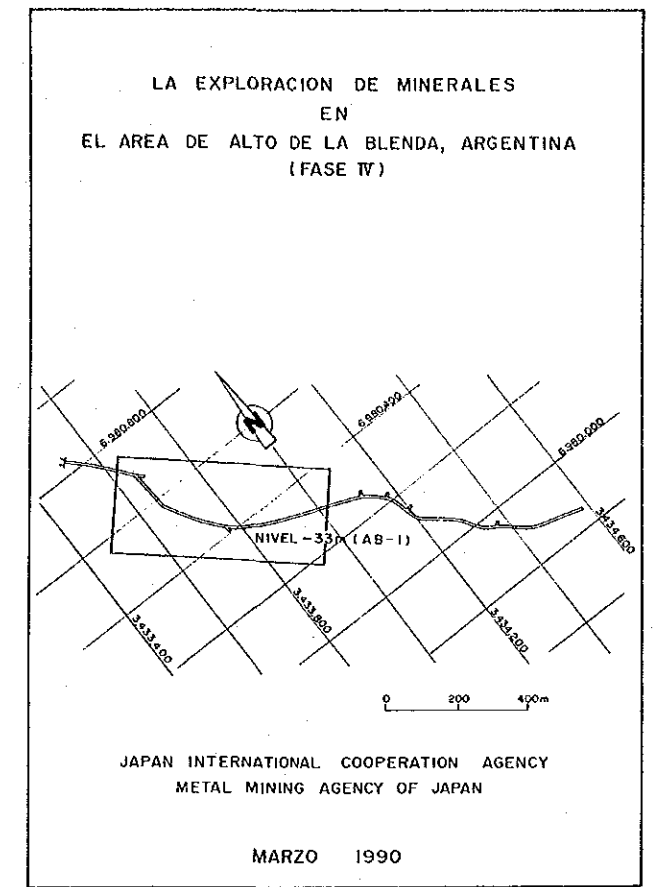 LA EXPLORACION DE MINERALES
EN
EL AREA DE ALTO DE LA BLENDA, ARGENTINA
(FASE IV)
6,980,800
N
6,980,400
6,980,000
NIVEL -33m (AB-1)
3,434,600
3,433,400
3,433,800
3,434,200
0 200 400m
JAPAN INTERNATIONAL COOPERATION AGENCY
METAL MINING AGENCY OF JAPAN
MARZO 1990